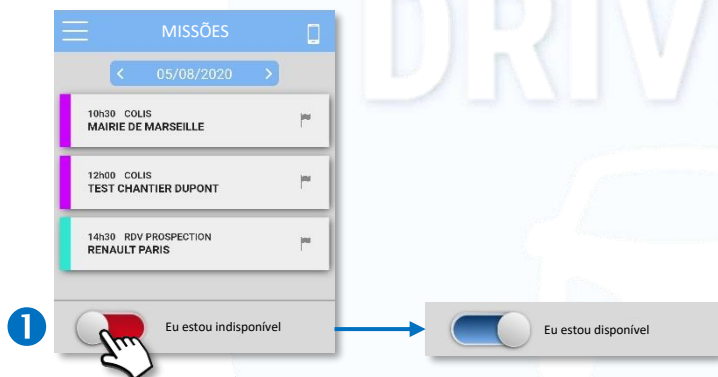 DRIV
MISSÕES
05/08/2020
10h30 COLIS
MAIRIE DE MARSEILLE
12h00 COLIS
TEST CHANTIER DUPONT
14h30 RDV PROSPECTION
RENAULT PARIS
1
Eu estou indisponível
Eu estou disponível